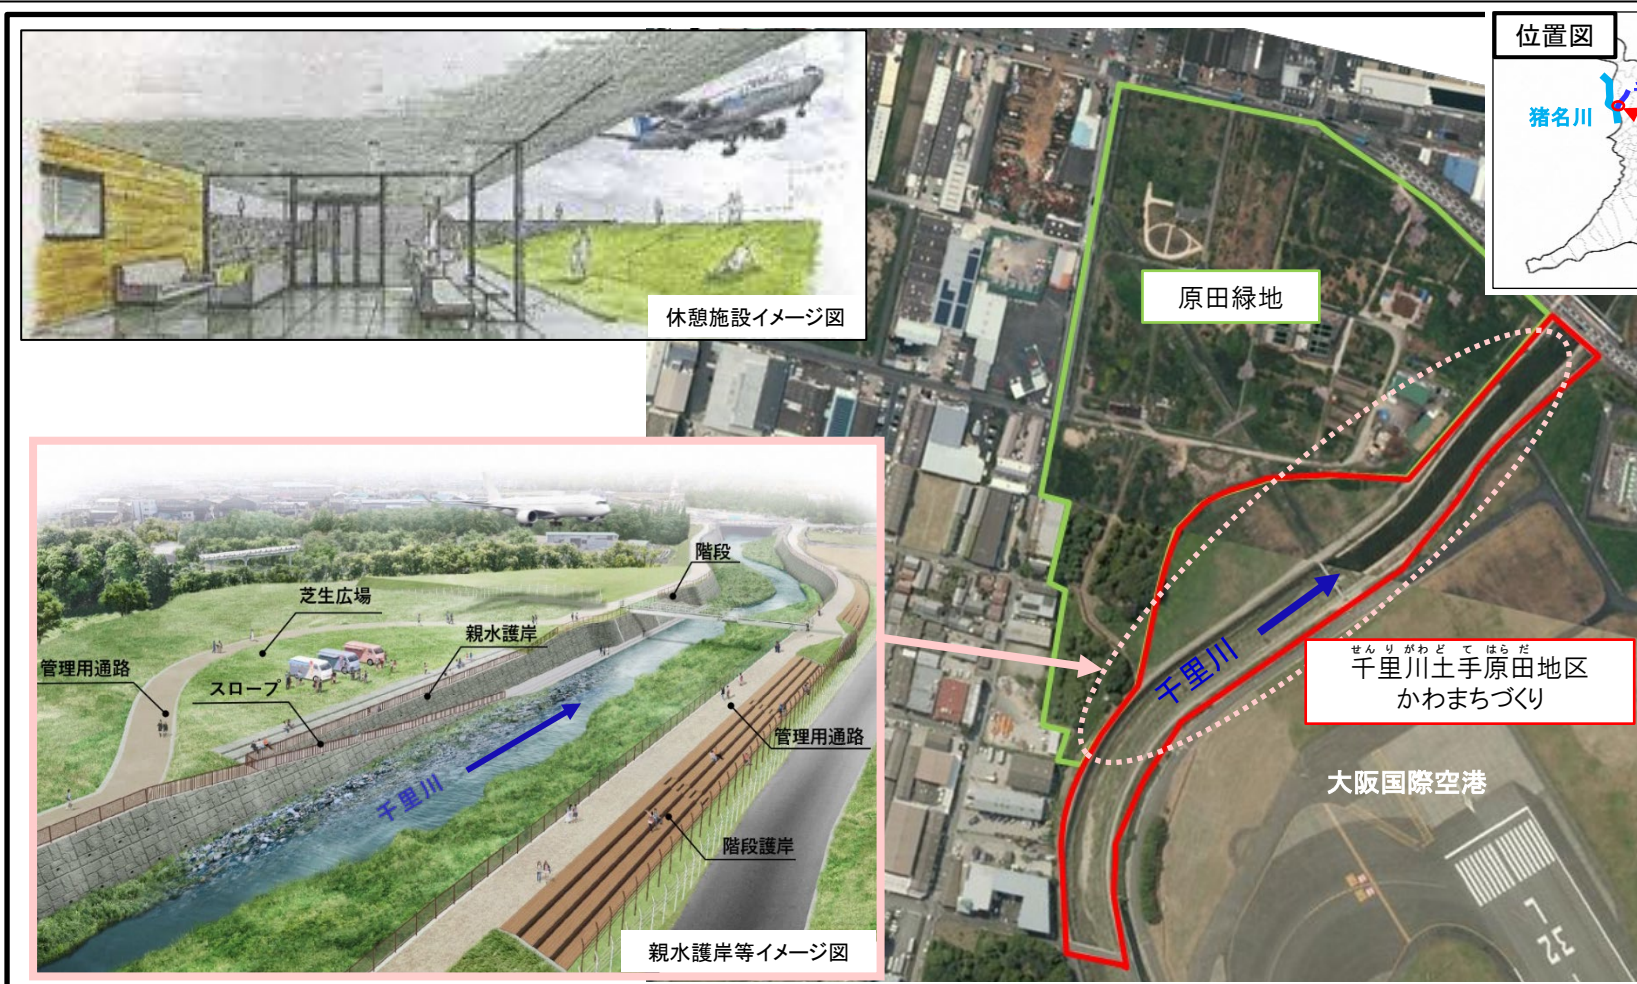 位置図
猪名川
休憩施設イメージ図
原田緑地
階段
芝生広場
親水護岸
管理用通路
スロープ
管理用通路
千里川
階段護岸
親水護岸等イメージ図
千里川
せんりがわどてはらだ
千里川土手原田地区
かわまちづくり
大阪国際空港
32L